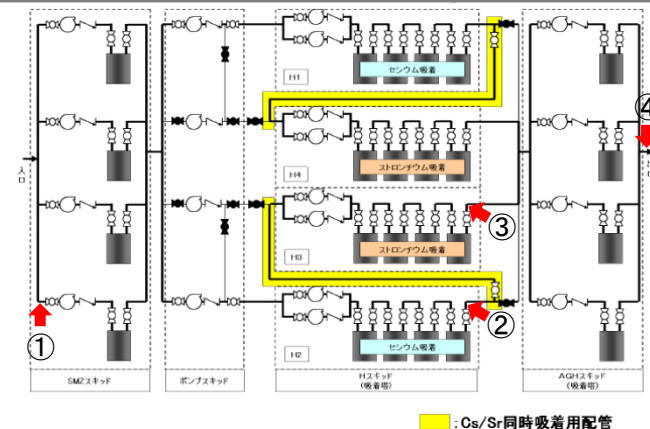 H1
セシウム吸着
④
入口
出口
H4
ストロンチウム吸着
③
H3
ストロンチウム吸着
②
①
H2
セシウム吸着
SMZスキッド
ポンプスキッド
Hスキッド
(吸着塔)
AGHスキッド
(吸着塔)
:Cs/Sr同時吸着用配管